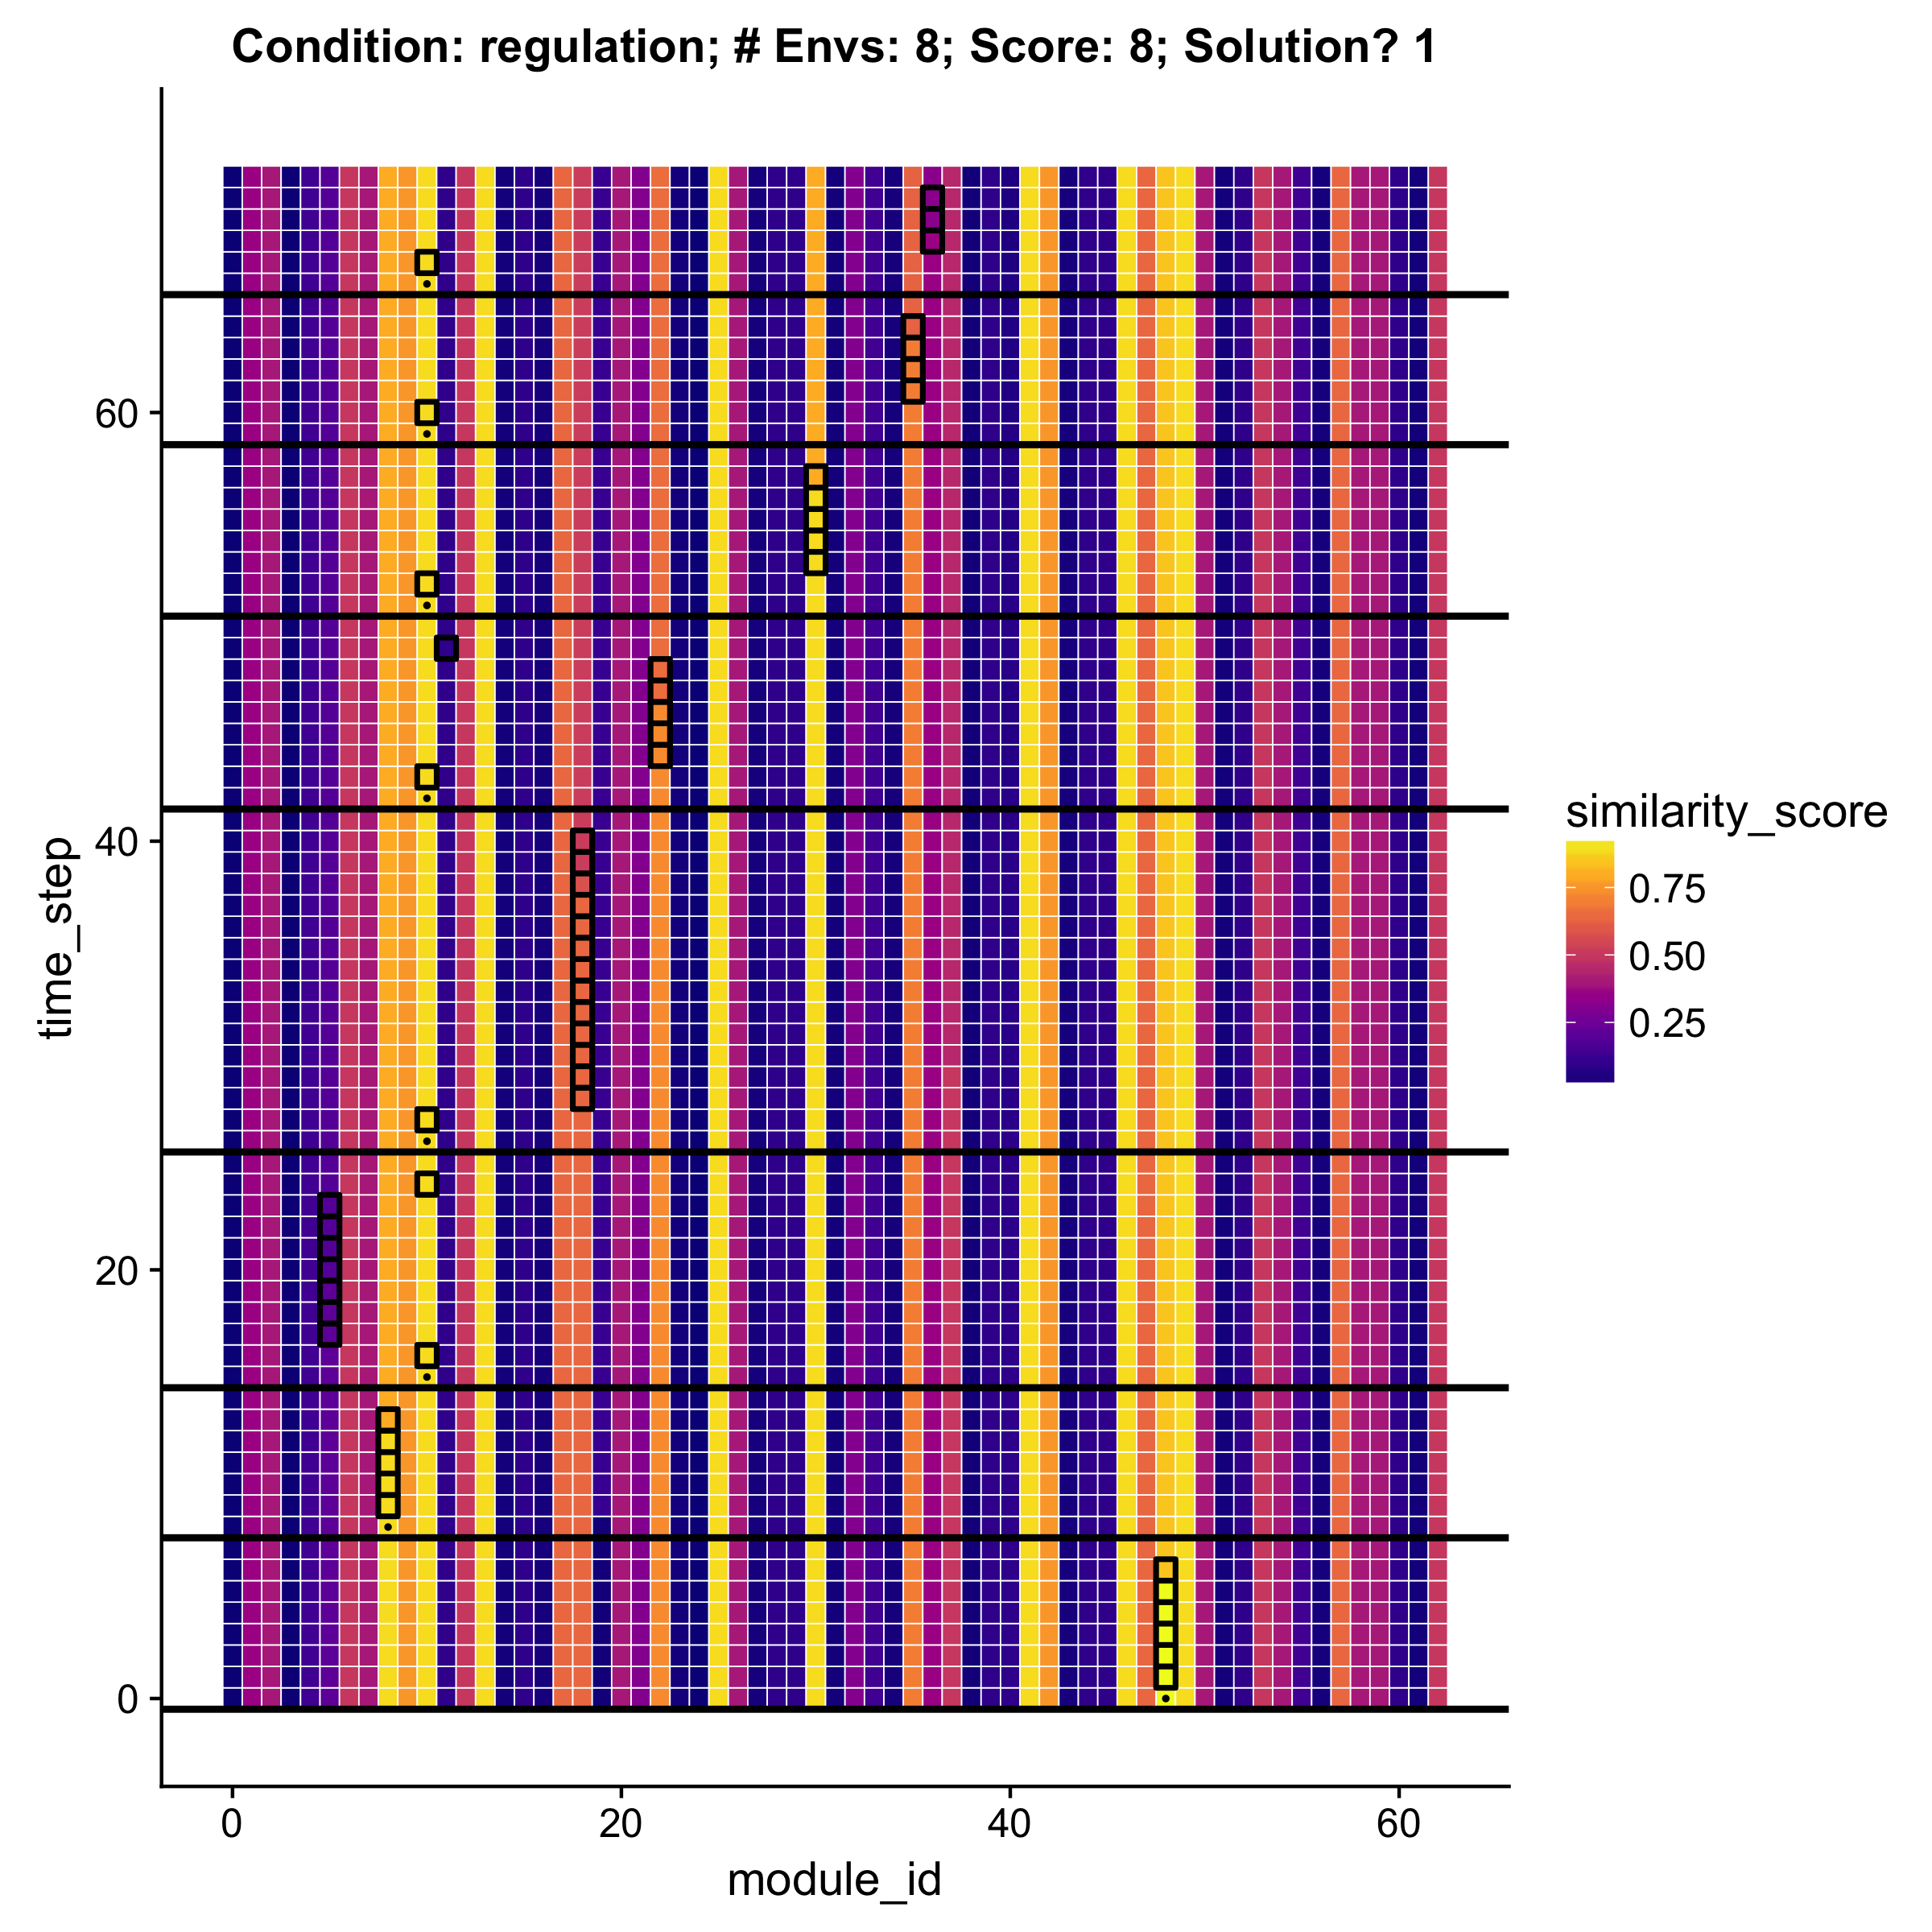 Condition: regulation; # Envs: 8; Score: 8; Solution? 1
60
40
20
0
time_step
0 20 40 60
module_id
similarity_score
0.75
0.50
0.25